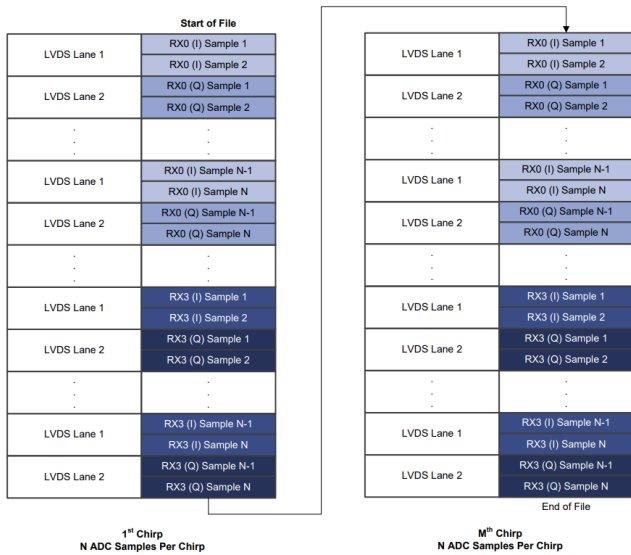 Start of File
LVDS Lane 1
RX0 (I) Sample 1
RX0 (I) Sample 2
LVDS Lane 2
RX0 (Q) Sample 1
RX0 (Q) Sample 2
.
.
.
.
.
.
LVDS Lane 1
RX0 (I) Sample N-1
RX0 (I) Sample N
LVDS Lane 2
RX0 (Q) Sample N-1
RX0 (Q) Sample N
.
.
.
.
.
.
LVDS Lane 1
RX3 (I) Sample 1
RX3 (I) Sample 2
LVDS Lane 2
RX3 (Q) Sample 1
RX3 (Q) Sample 2
.
.
.
.
.
.
LVDS Lane 1
RX3 (I) Sample N-1
RX3 (I) Sample N
LVDS Lane 2
RX3 (Q) Sample N-1
RX3 (Q) Sample N
1st Chirp
N ADC Samples Per Chirp
LVDS Lane 1
RX0 (I) Sample 1
RX0 (I) Sample 2
LVDS Lane 2
RX0 (Q) Sample 1
RX0 (Q) Sample 2
.
.
.
.
.
.
LVDS Lane 1
RX0 (I) Sample N-1
RX0 (I) Sample N
LVDS Lane 2
RX0 (Q) Sample N-1
RX0 (Q) Sample N
.
.
.
.
.
.
LVDS Lane 1
RX3 (I) Sample 1
RX3 (I) Sample 2
LVDS Lane 2
RX3 (Q) Sample 1
RX3 (Q) Sample 2
.
.
.
.
.
.
LVDS Lane 1
RX3 (I) Sample N-1
RX3 (I) Sample N
LVDS Lane 2
RX3 (Q) Sample N-1
RX3 (Q) Sample N
End of File
Mth Chirp
N ADC Samples Per Chirp